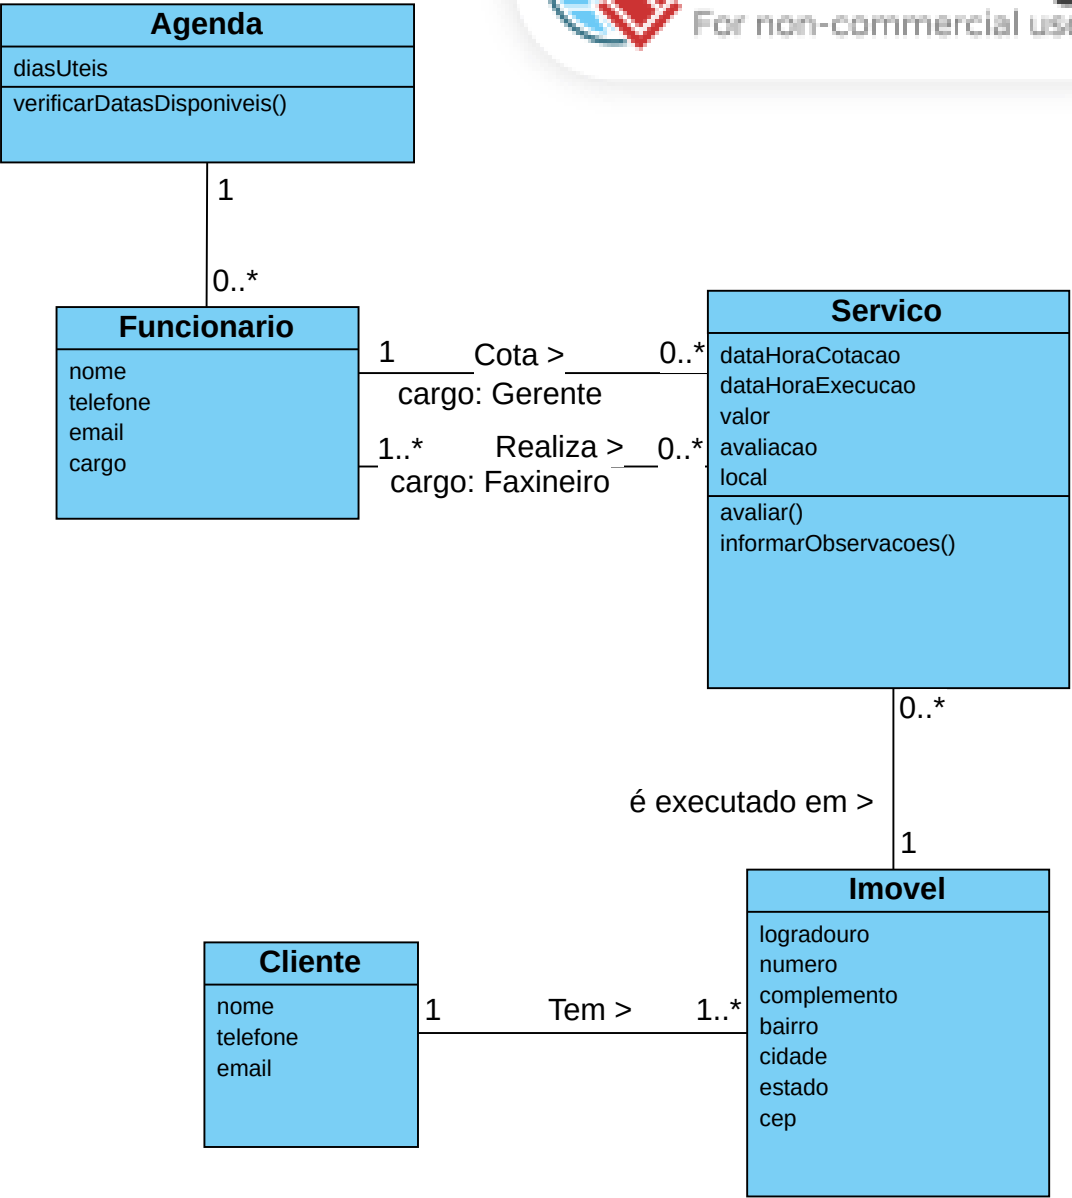 For non-commercial use
Agenda
diasUteis
verificarDatasDisponiveis()
1
0..*
Funcionario
nome
telefone
email
cargo
1 Cota > 0..*
cargo: Gerente
1..* Realiza > 0..*
cargo: Faxineiro
Servico
dataHoraCotacao
dataHoraExecucao
valor
avaliacao
local
avaliar()
informarObservacoes()
0..*
é executado em >
1
Imovel
logradouro
numero
complemento
bairro
cidade
estado
cep
Cliente
nome
telefone
email
1 Tem > 1..*